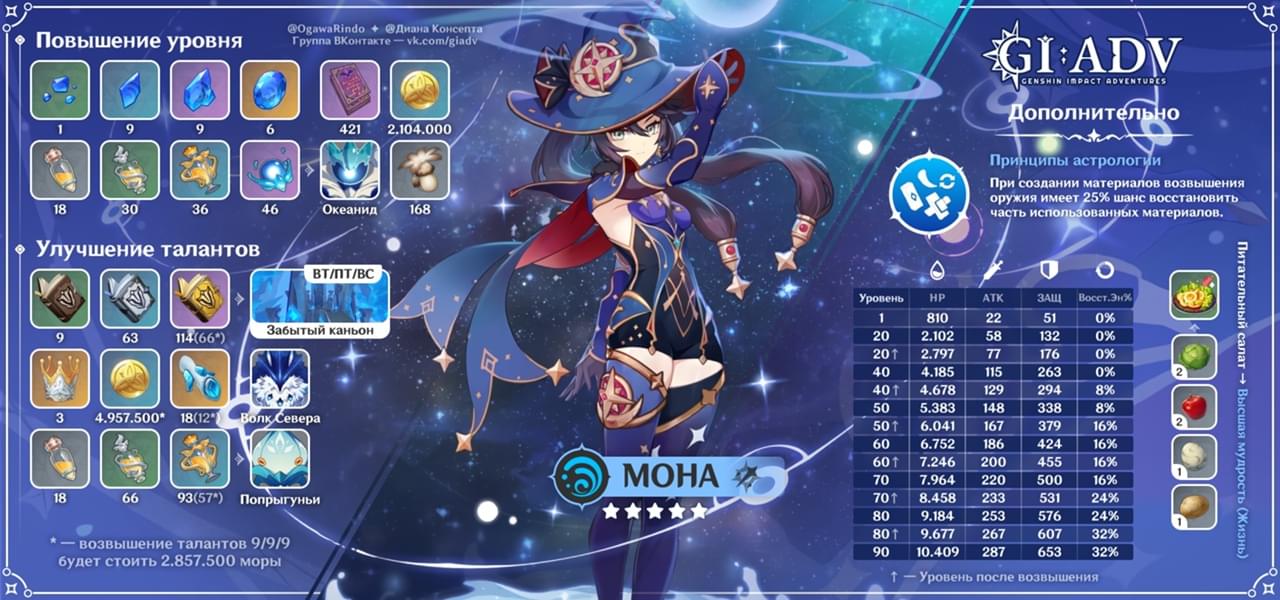 Повышение уровня
@OgawaRindo ✦ @Диана Консепта
Группа ВКонтакте — vk.com/giadv
1 9 9 6 421 2.104.000
18 30 36 46 Океанид 168
Улучшение талантов
ВТ/ПТ/ВС
Забытый каньон
9 63 114(66*)
3 4.957.500* 18(12*) Волк Севера
18 66 93(57*) Попрыгуньи
* — возвышение талантов 9/9/9
будет стоить 2.857.500 моры
МОНА
GI:ADV
GENSHIN IMPACT ADVENTURES
Дополнительно
Принципы астрологии
При создании материалов возвышения
оружия имеет 25% шанс восстановить
часть использованных материалов.
Уровень HP АТК ЗАЩ Восст.Эн%
1 810 22 51 0%
20 2.102 58 132 0%
20↑ 2.797 77 176 0%
40 4.185 115 263 0%
40↑ 4.678 129 294 8%
50 5.383 148 338 8%
50↑ 6.041 167 379 16%
60 6.752 186 424 16%
60↑ 7.246 200 455 16%
70 7.964 220 500 16%
70↑ 8.458 233 531 24%
80 9.184 253 576 24%
80↑ 9.677 267 607 32%
90 10.409 287 653 32%
↑ — Уровень после возвышения
2
2
1
1
Питательный салат → Высшая мудрость (Жизнь)